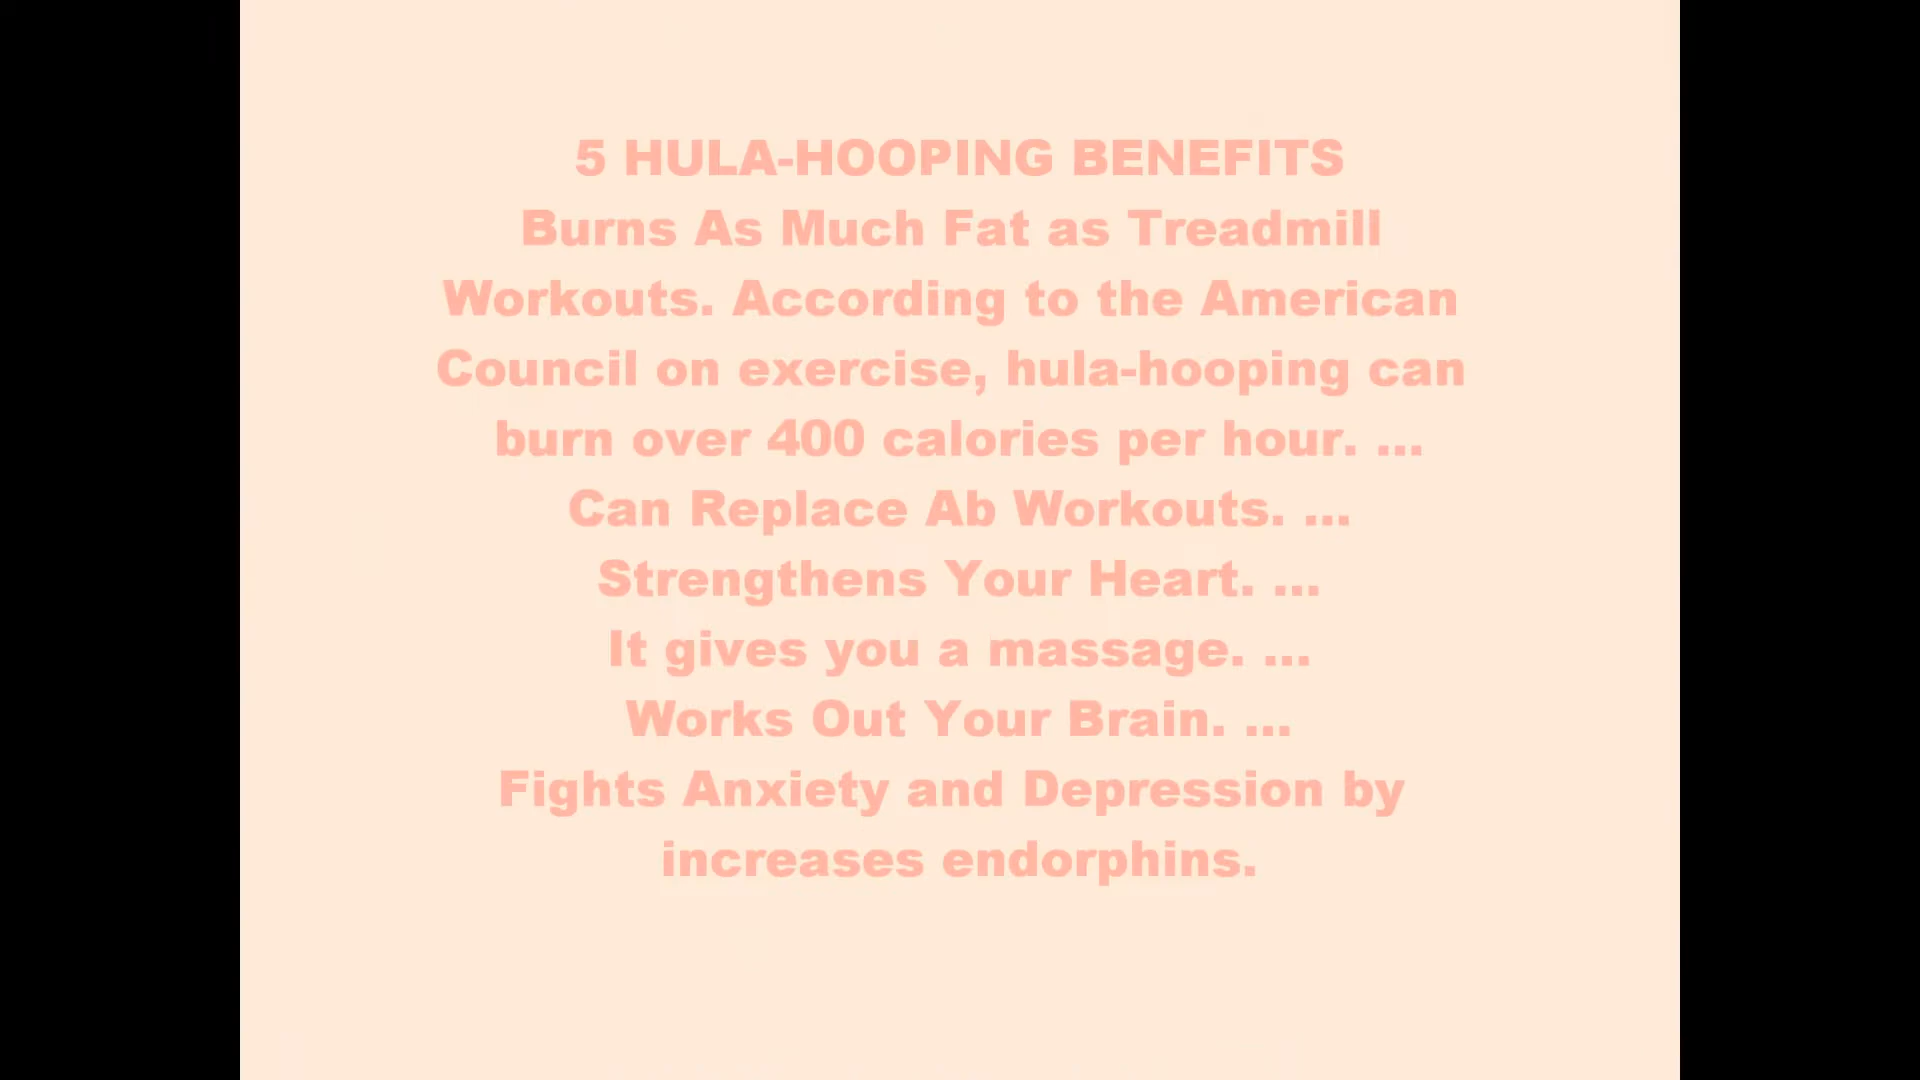 5 HULA-HOOPING BENEFITS
Burns As Much Fat as Treadmill
Workouts. According to the American
Council on exercise, hula-hooping can
burn over 400 calories per hour. ...
Can Replace Ab Workouts. ...
Strengthens Your Heart. ...
It gives you a massage. ...
Works Out Your Brain. ...
Fights Anxiety and Depression by
increases endorphins.